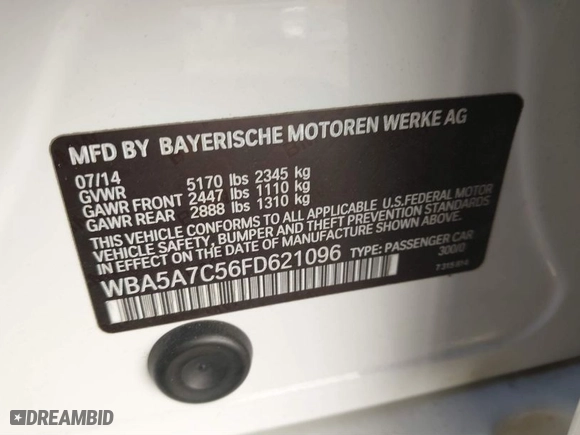 MFD BY BAYERISCHE MOTOREN WERKE AG
07/14
GVWR 5170 lbs 2345 kg
GAWR FRONT 2447 lbs 1110 kg
GAWR REAR 2888 lbs 1310 kg
THIS VEHICLE CONFORMS TO ALL APPLICABLE U.S.FEDERAL MOTOR
VEHICLE SAFETY, BUMPER AND THEFT PREVENTION STANDARDS
IN EFFECT ON THE DATE OF MANUFACTURE SHOWN ABOVE.
WBA5A7C56FD621096 TYPE: PASSENGER CAR
300/0
DREAMBID